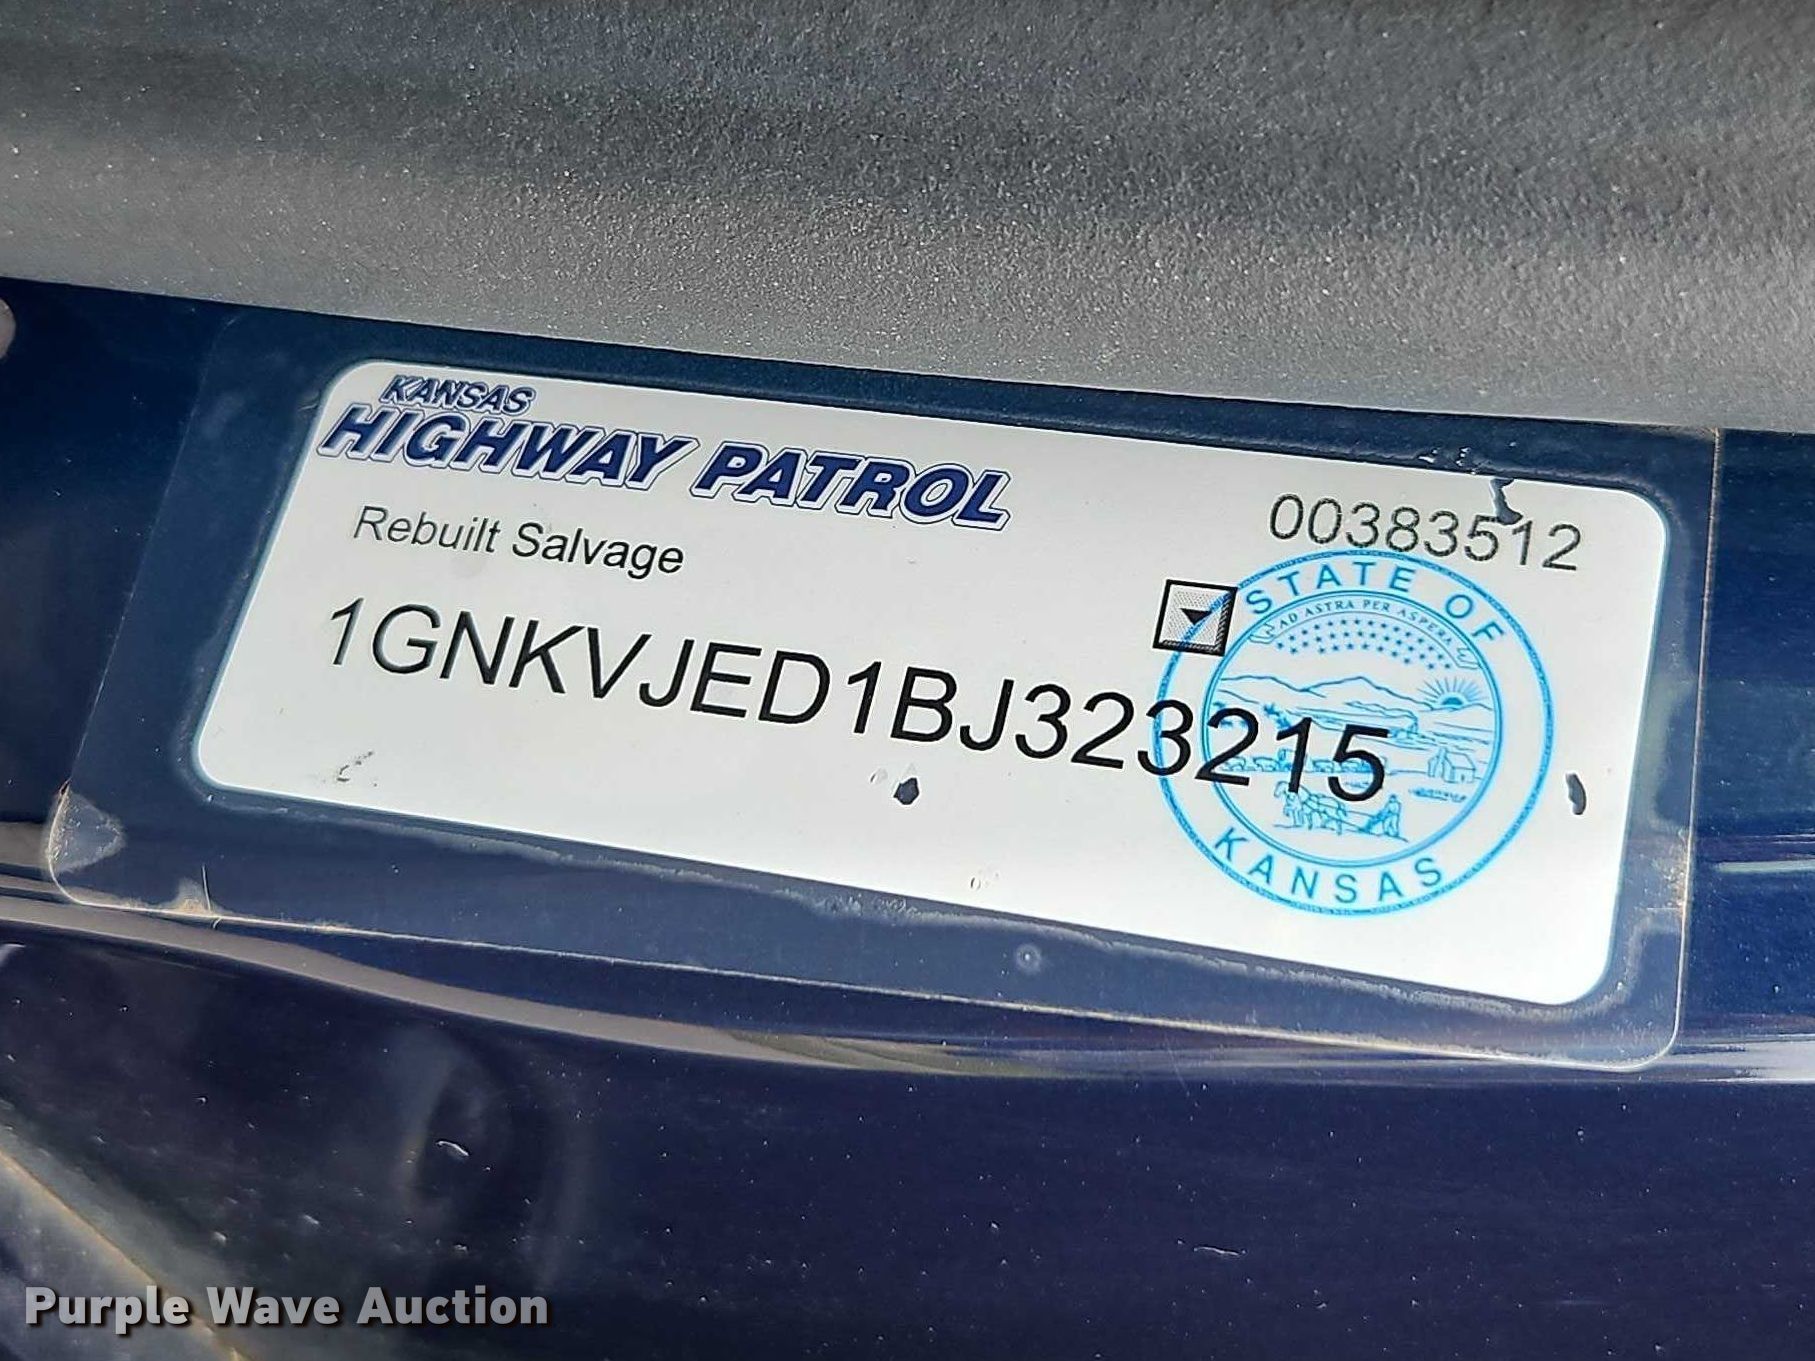 KANSAS
HIGHWAY PATROL
00383512
Rebuilt Salvage
1GNKVJED1BJ323215
STATE OF
AD ASTRA PER ASPERA
KANSAS
Purple Wave Auction